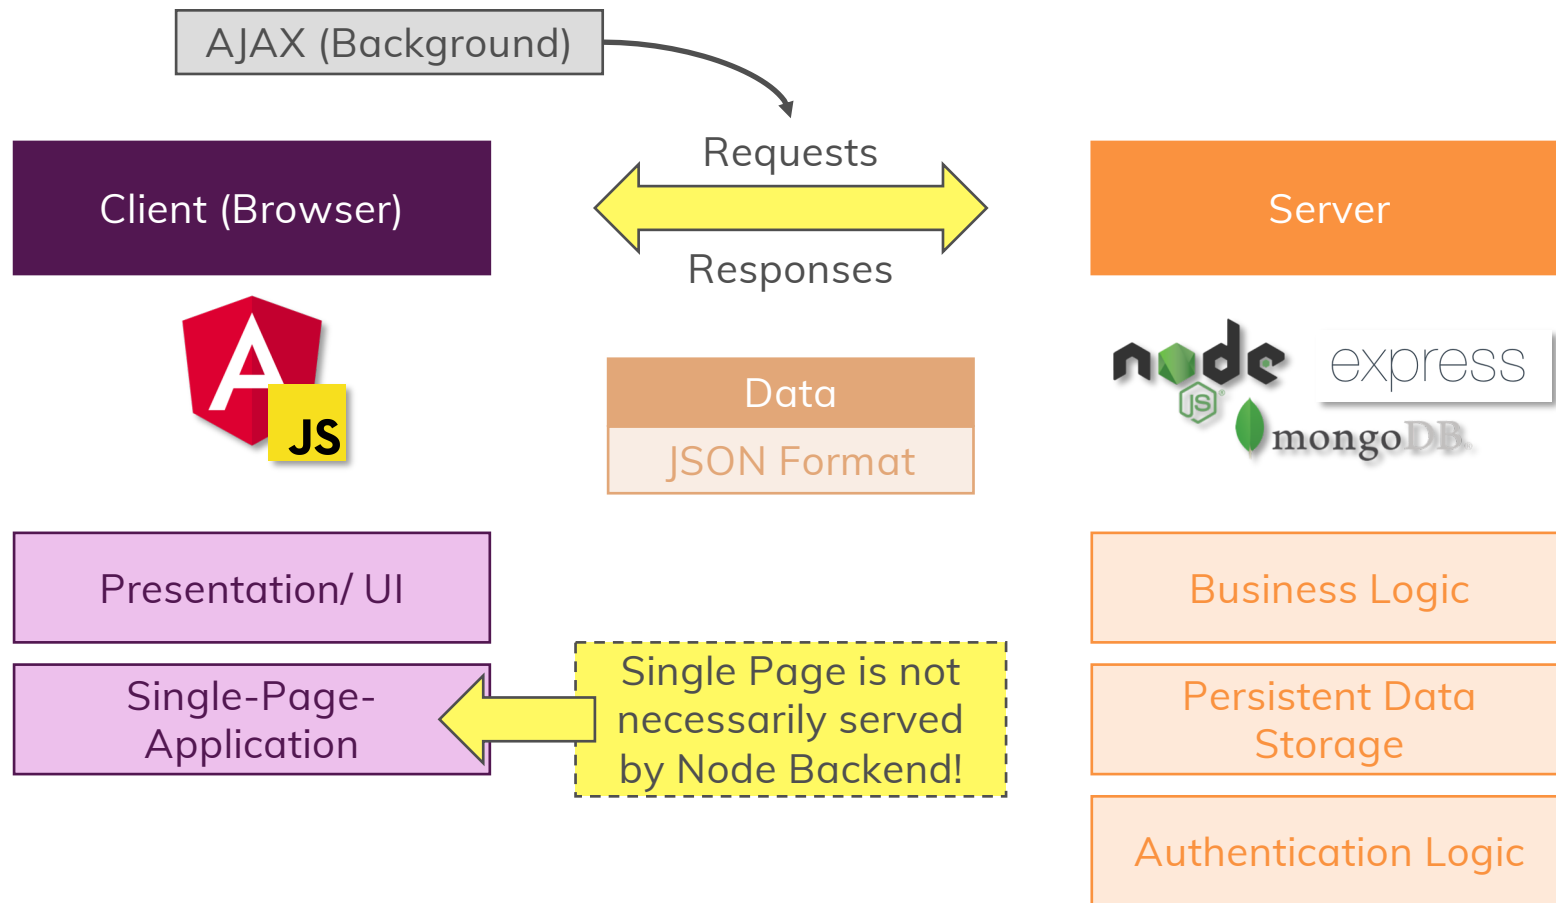 AJAX (Background)
Requests
Client (Browser)
Server
Responses
A
JS
node
JS
express
mongoDB
Data
JSON Format
Presentation/ UI
Business Logic
Single-Page-
Application
Single Page is not
necessarily served
by Node Backend!
Persistent Data
Storage
Authentication Logic